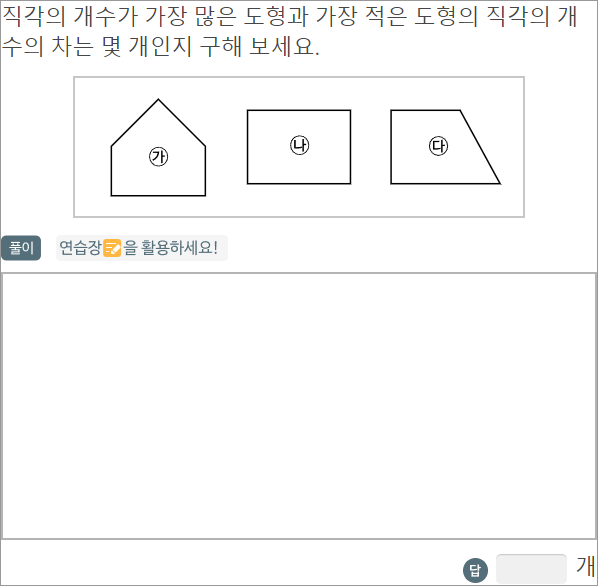 직각의 개수가 가장 많은 도형과 가장 적은 도형의 직각의 개
수의 차는 몇 개인지 구해 보세요.
㉮ ㉯ ㉰
풀이 연습장을 활용하세요!
답 개